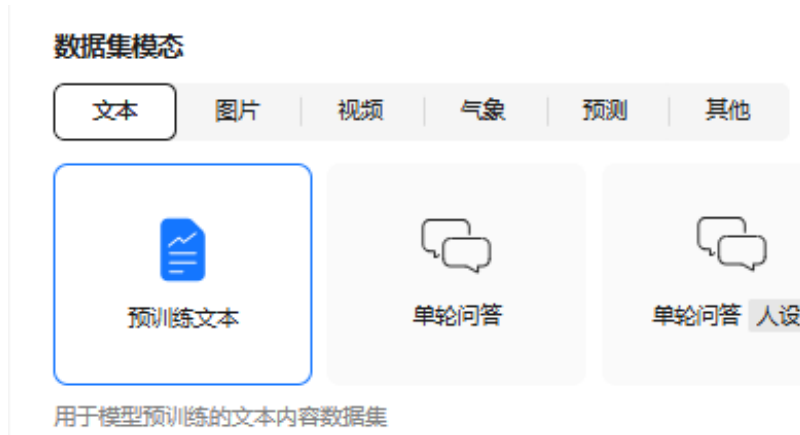 数据集模态
文本 图片 视频 气象 预测 其他
预训练文本 单轮问答 单轮问答 人设
用于模型预训练的文本内容数据集